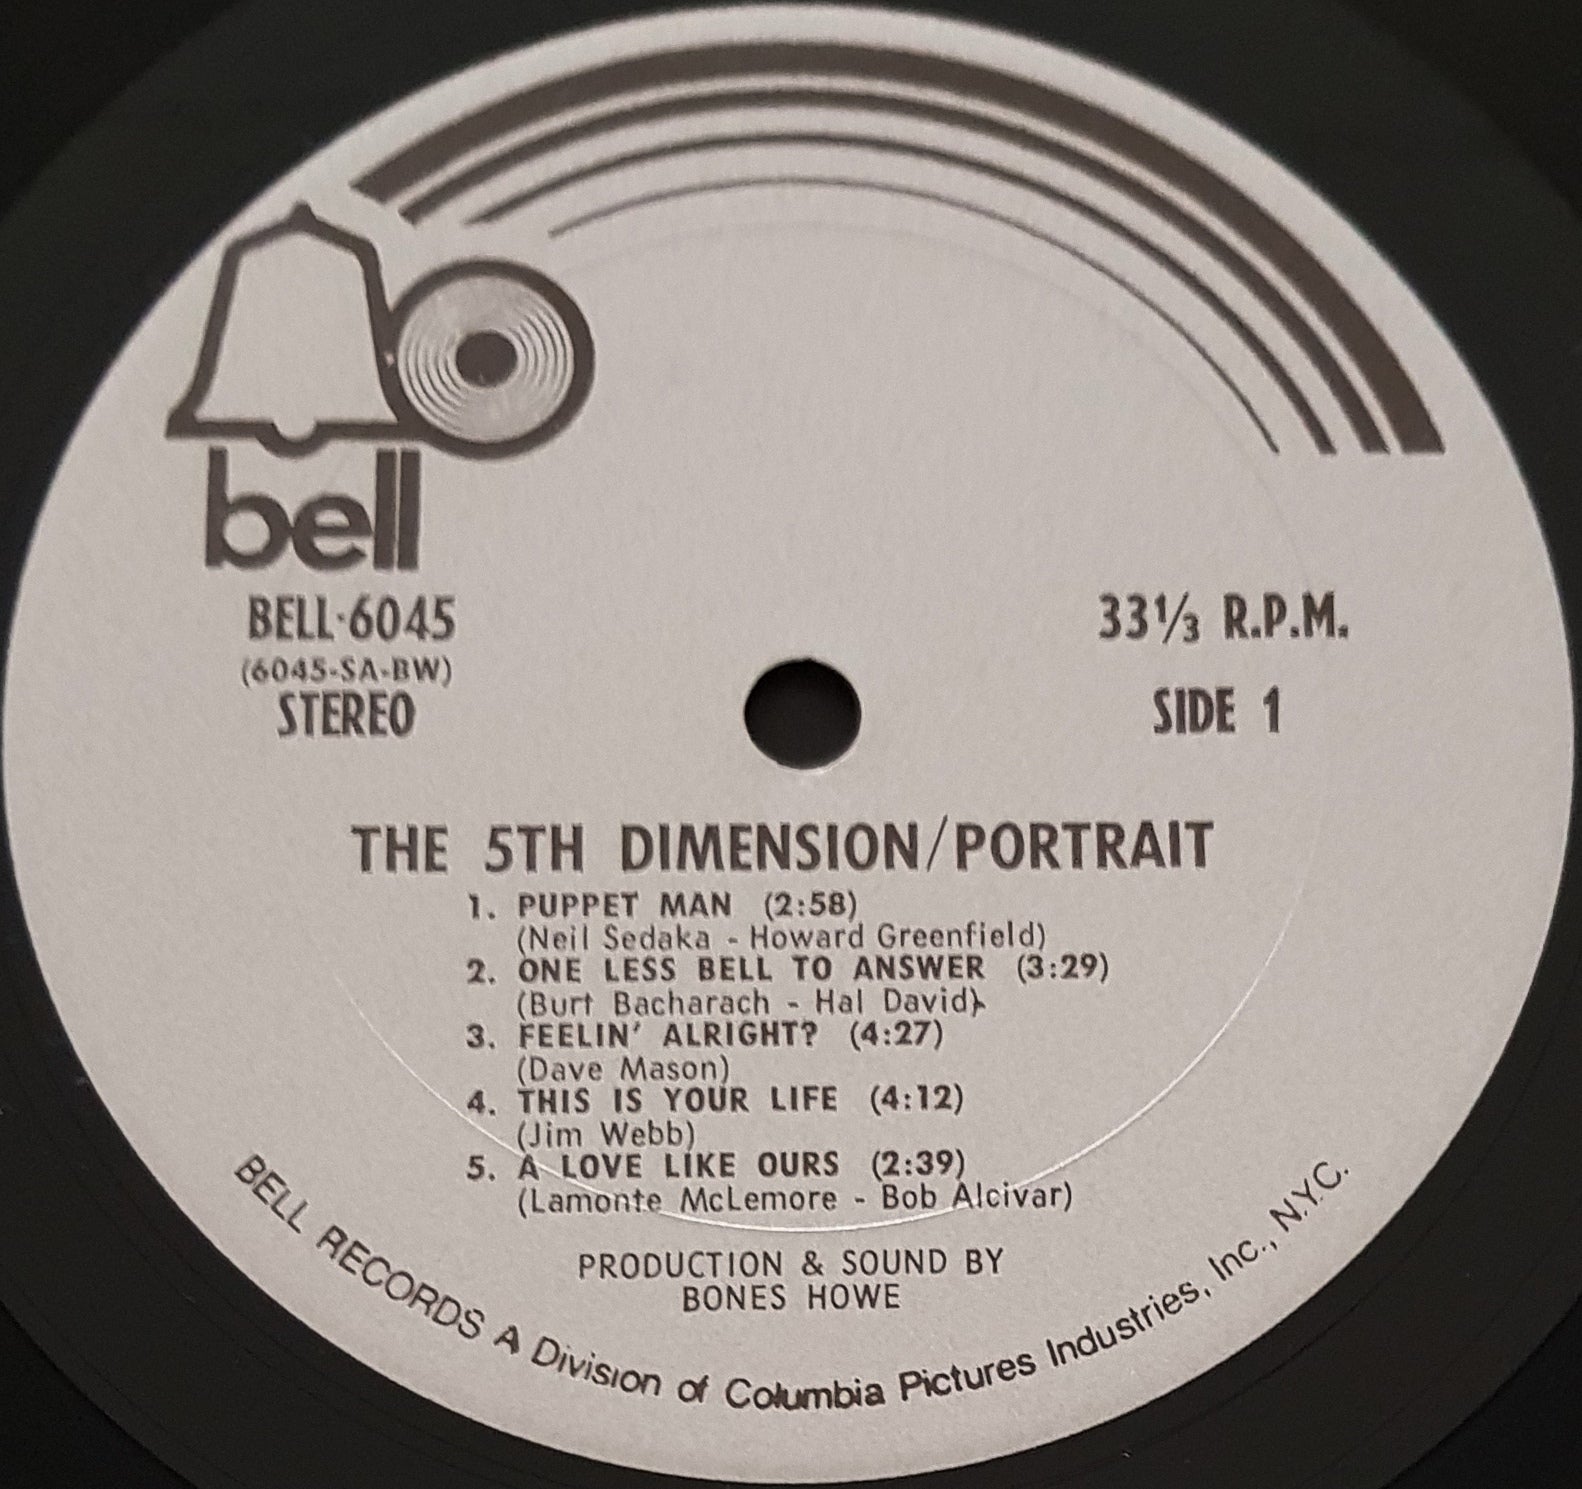 bell
BELL·6045
(6045-SA-BW)
STEREO
33⅓ R.P.M.
SIDE 1
THE 5TH DIMENSION/PORTRAIT
1. PUPPET MAN (2:58)
(Neil Sedaka - Howard Greenfield)
2. ONE LESS BELL TO ANSWER (3:29)
(Burt Bacharach - Hal David)
3. FEELIN' ALRIGHT? (4:27)
(Dave Mason)
4. THIS IS YOUR LIFE (4:12)
(Jim Webb)
5. A LOVE LIKE OURS (2:39)
(Lamonte McLemore - Bob Alcivar)
PRODUCTION & SOUND BY
BONES HOWE
BELL RECORDS A Division of Columbia Pictures Industries, Inc., N.Y.C.